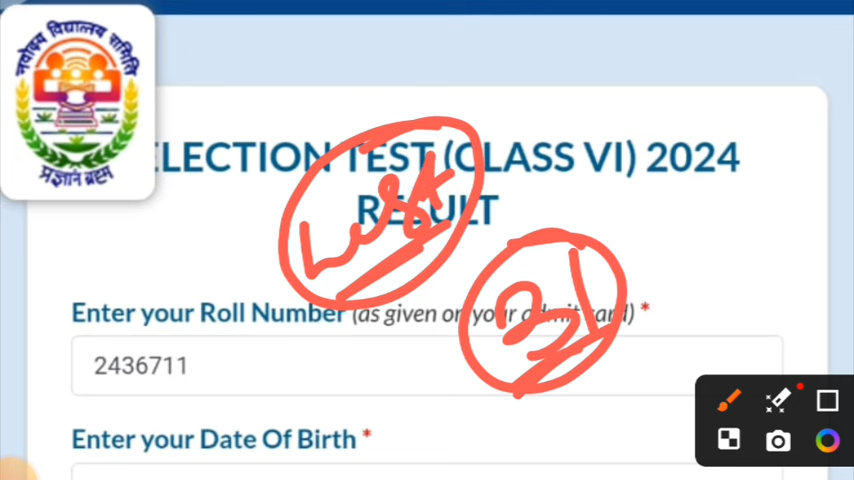 नवोदय विद्यालय समिति
प्रज्ञानं ब्रह्म
ELECTION TEST (CLASS VI) 2024
RESULT
Enter your Roll Number (as given on your admit card) *
2436711
Enter your Date Of Birth *